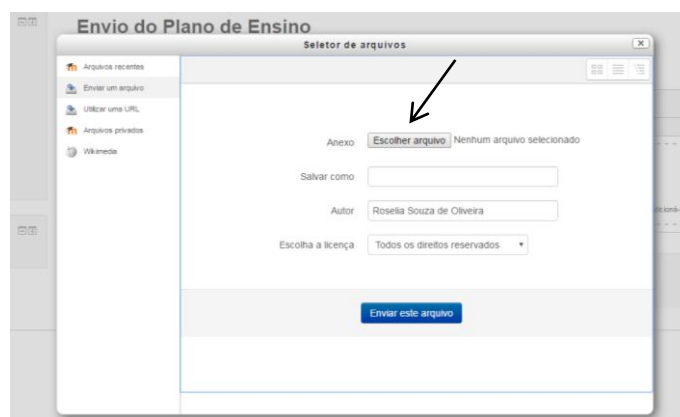 Envio do Plano de Ensino
Seletor de arquivos
Arquivos recentes
Enviar um arquivo
Utilizar uma URL
Arquivos privados
Wikimedia
Anexo Escolher arquivo Nenhum arquivo selecionado
Salvar como
Autor Roselia Souza de Oliveira
Escolha a licença Todos os direitos reservados
Enviar este arquivo